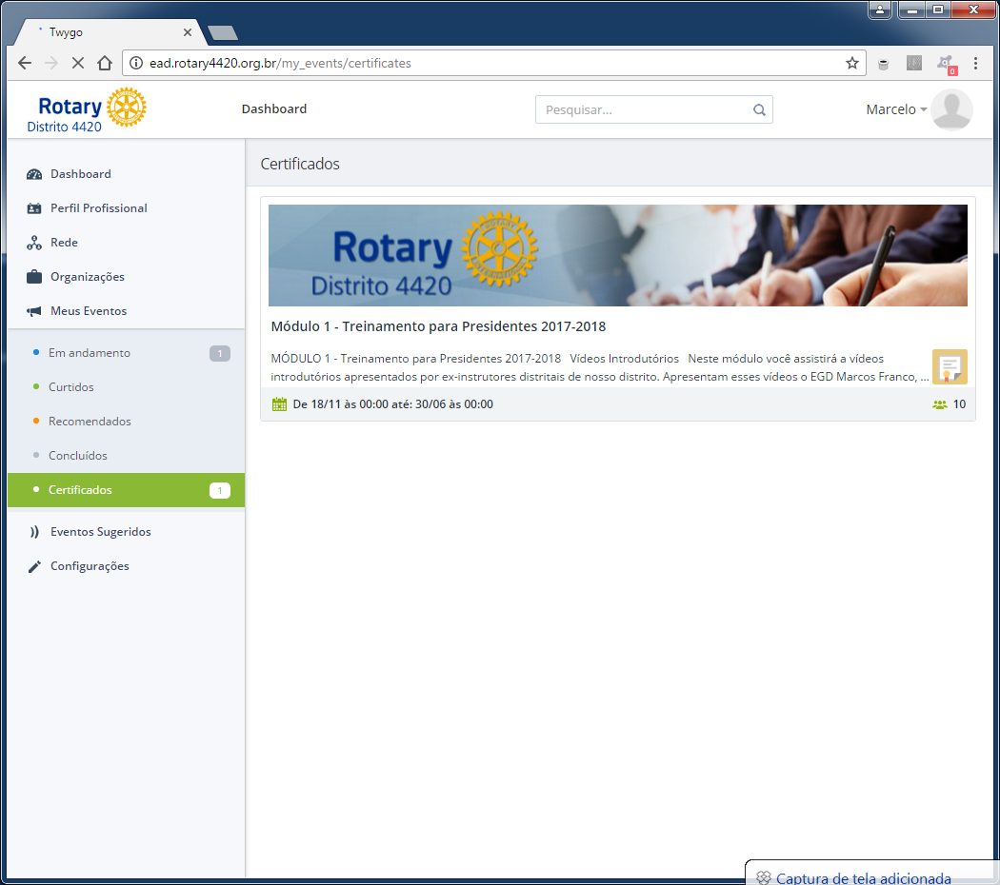 Twygo
ead.rotary4420.org.br/my_events/certificates
0
Rotary
Distrito 4420
Dashboard
Pesquisar...
Marcelo
Dashboard
Perfil Profissional
Rede
Organizações
Meus Eventos
Em andamento 1
Curtidos
Recomendados
Concluídos
Certificados 1
Eventos Sugeridos
Configurações
Certificados
Rotary
Distrito 4420
Módulo 1 - Treinamento para Presidentes 2017-2018
MÓDULO 1 - Treinamento para Presidentes 2017-2018 Vídeos Introdutórios Neste módulo você assistirá a vídeos
introdutórios apresentados por ex-instrutores distritais de nosso distrito. Apresentam esses vídeos o EGD Marcos Franco, ...
De 18/11 às 00:00 até: 30/06 às 00:00
10
Captura de tela adicionada